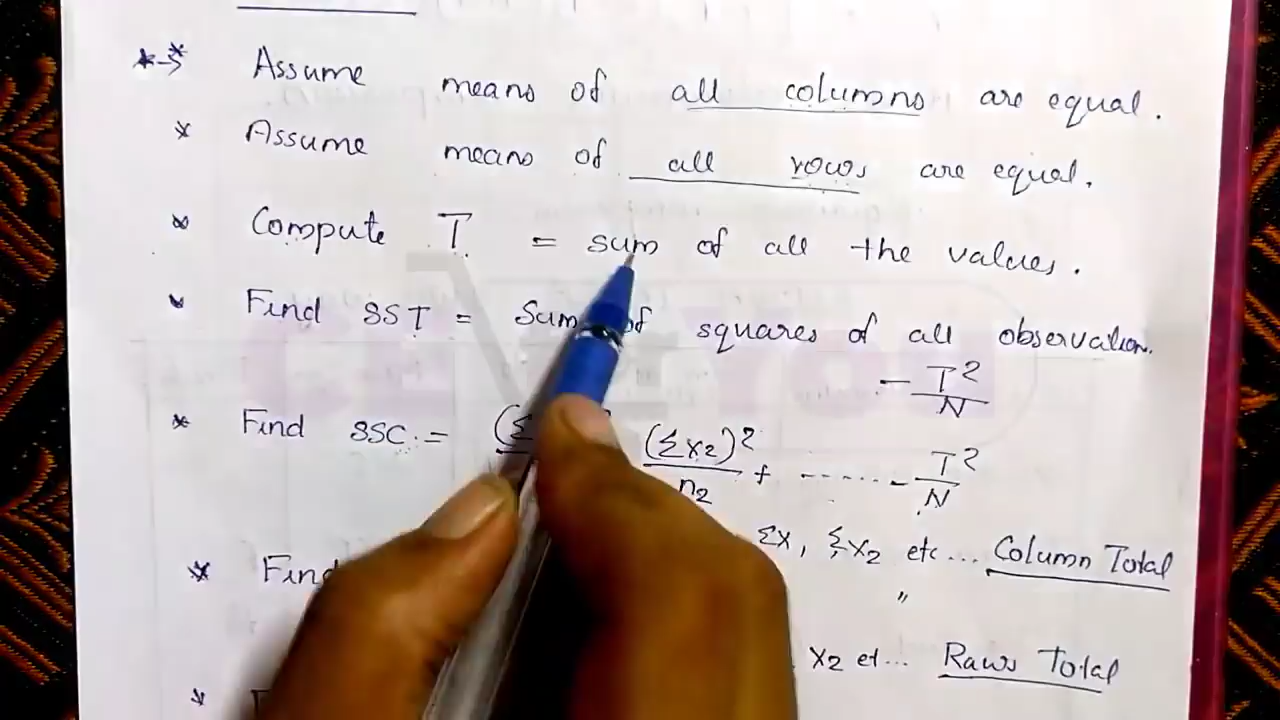 * → * Assume means of all columns are equal.
* Assume means of all rows are equal.
* Compute T = sum of all the values.
* Find SST = Sum of squares of all observation.
- T²/N
* Find SSC = (Σ (Σx2)²/n2 + ....... - T²/N
Σx, Σx2 etc... Column Total
* Find "
x2 et... Raws Total
*